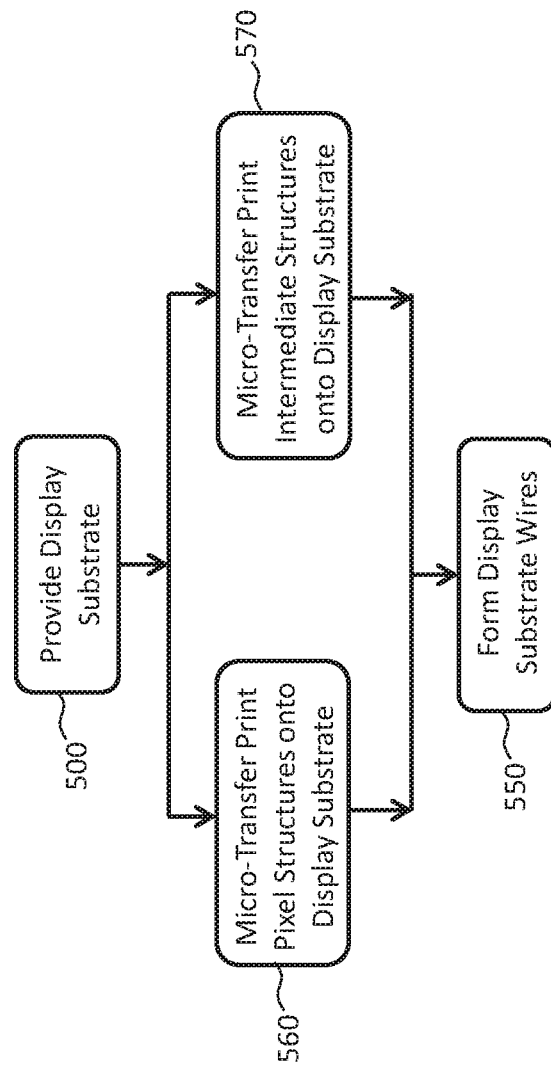 Provide Display
Substrate
500
Micro-Transfer Print
Pixel Structures onto
Display Substrate
560
Micro-Transfer Print
Intermediate Structures
onto Display Substrate
570
Form Display
Substrate Wires
550